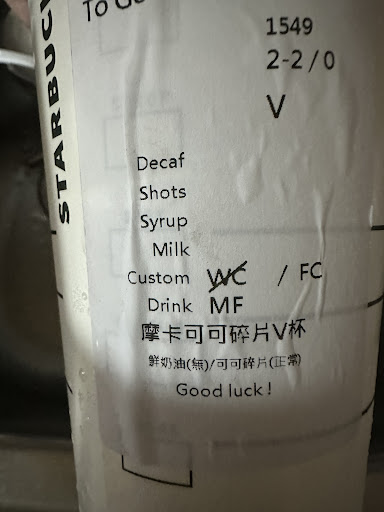 To Go
STARBUC
1549
2-2/0
V
Decaf
Shots
Syrup
Milk
Custom WC / FC
Drink MF
摩卡可可碎片V杯
鮮奶油(無)/可可碎片(正常)
Good luck!